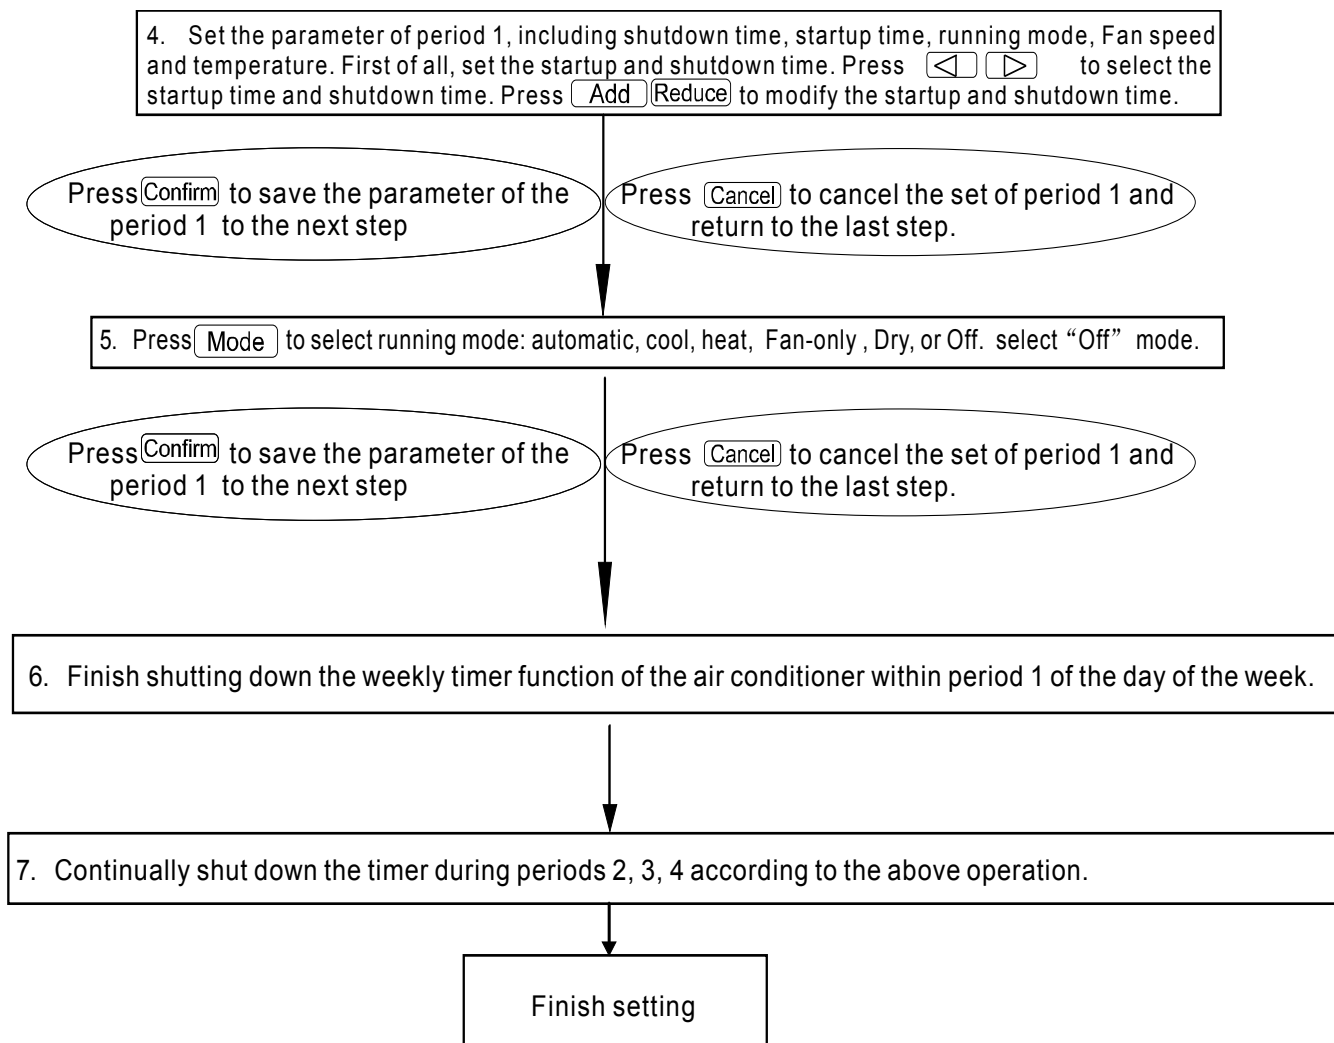 4. Set the parameter of period 1, including shutdown time, startup time, running mode, Fan speed
and temperature. First of all, set the startup and shutdown time. Press ◁ ▷ to select the
startup time and shutdown time. Press Add Reduce to modify the startup and shutdown time.
Press Confirm to save the parameter of the
period 1 to the next step
Press Cancel to cancel the set of period 1 and
return to the last step.
5. Press Mode to select running mode: automatic, cool, heat, Fan-only , Dry, or Off. select “Off” mode.
Press Confirm to save the parameter of the
period 1 to the next step
Press Cancel to cancel the set of period 1 and
return to the last step.
6. Finish shutting down the weekly timer function of the air conditioner within period 1 of the day of the week.
7. Continually shut down the timer during periods 2, 3, 4 according to the above operation.
Finish setting